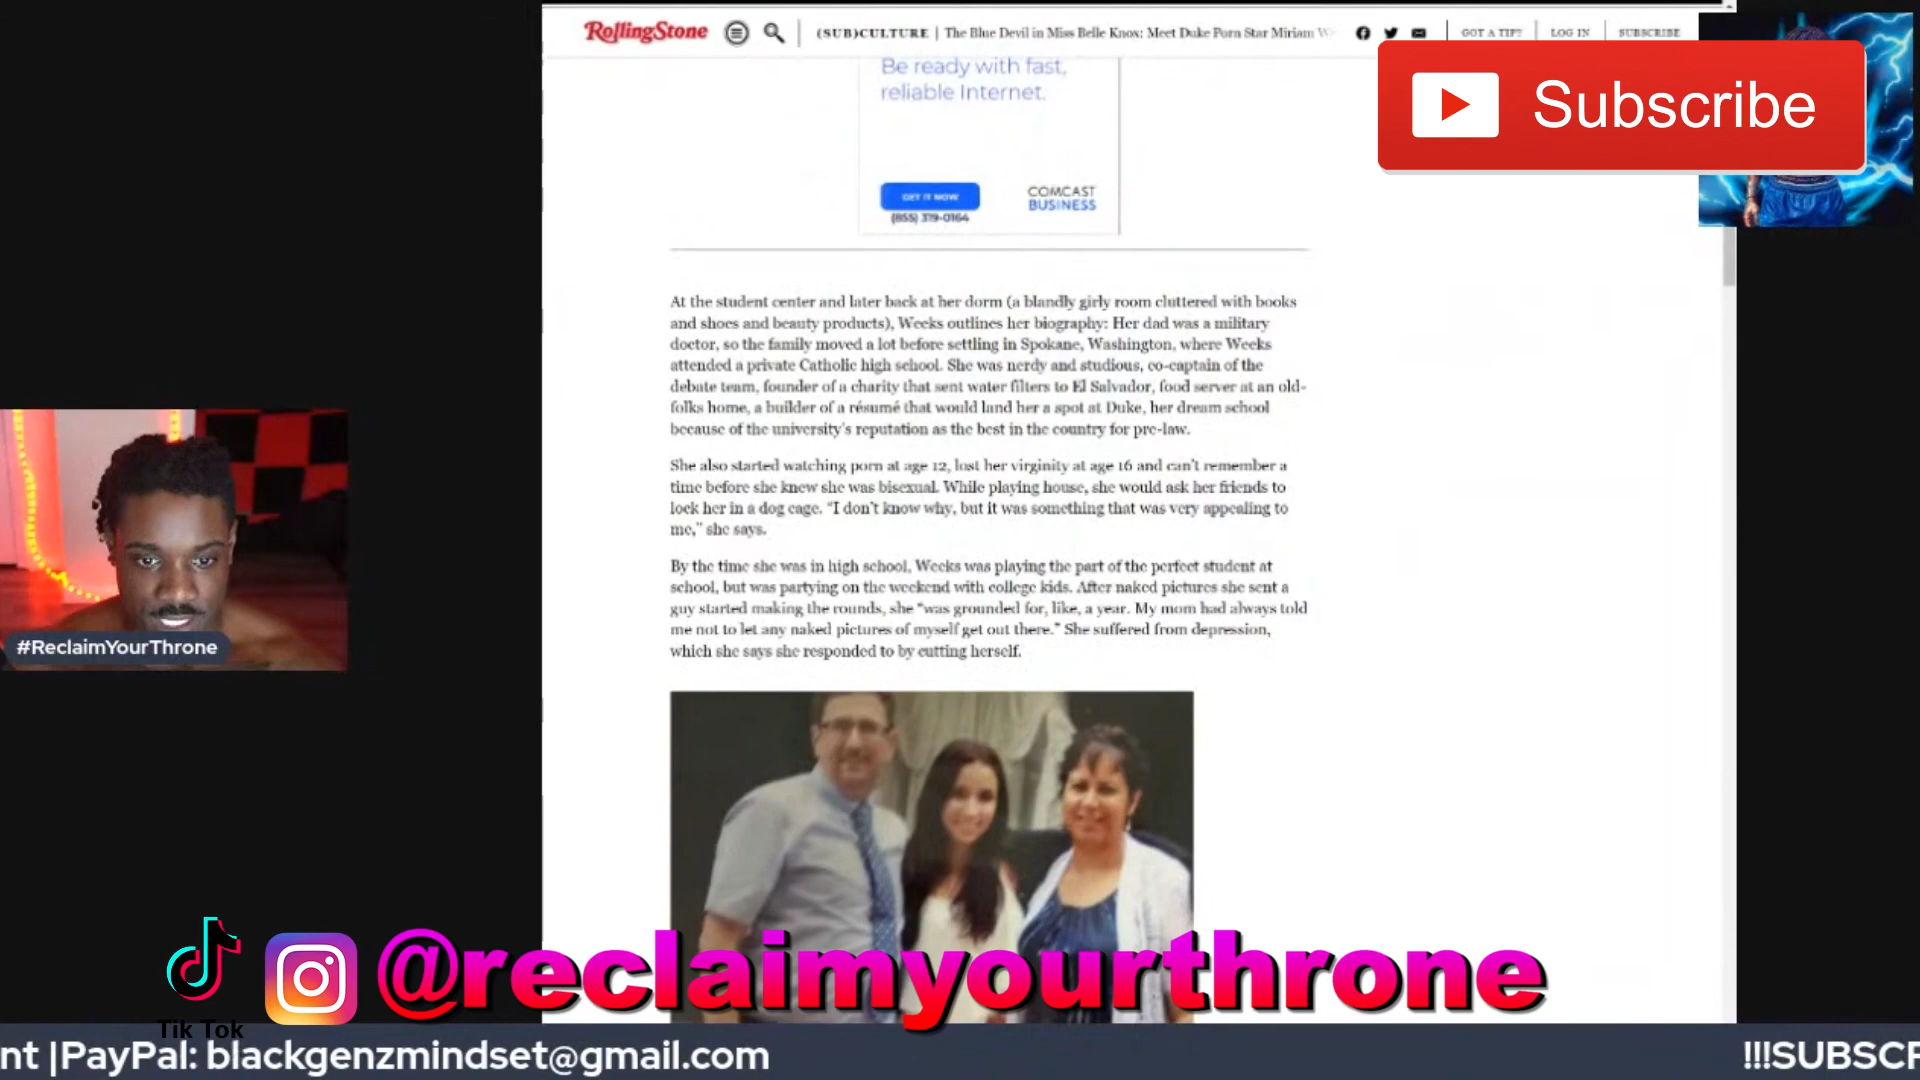 RollingStone
(SUB)CULTURE | The Blue Devil in Miss Belle Knox: Meet Duke Porn Star Miriam W
GOT A TIP?
LOG IN
SUBSCRIBE
Subscribe
Be ready with fast,
reliable Internet.
GET IT NOW
(855) 379-0164
COMCAST
BUSINESS
At the student center and later back at her dorm (a blandly girly room cluttered with books
and shoes and beauty products), Weeks outlines her biography: Her dad was a military
doctor, so the family moved a lot before settling in Spokane, Washington, where Weeks
attended a private Catholic high school. She was nerdy and studious, co-captain of the
debate team, founder of a charity that sent water filters to El Salvador, food server at an old-
folks home, a builder of a résumé that would land her a spot at Duke, her dream school
because of the university's reputation as the best in the country for pre-law.
She also started watching porn at age 12, lost her virginity at age 16 and can't remember a
time before she knew she was bisexual. While playing house, she would ask her friends to
lock her in a dog cage. "I don't know why, but it was something that was very appealing to
me," she says.
By the time she was in high school, Weeks was playing the part of the perfect student at
school, but was partying on the weekend with college kids. After naked pictures she sent a
guy started making the rounds, she "was grounded for, like, a year. My mom had always told
me not to let any naked pictures of myself get out there." She suffered from depression,
which she says she responded to by cutting herself.
#ReclaimYourThrone
@reclaimyourthrone
Tik Tok
nt |PayPal: blackgenzmindset@gmail.com
!!!SUBSCR